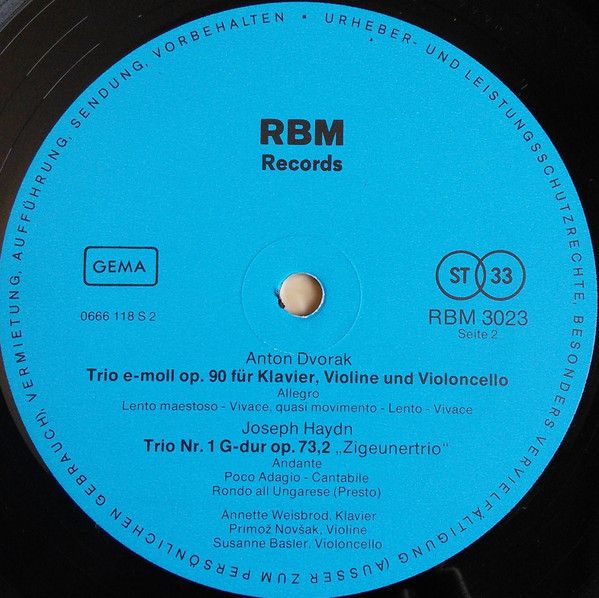 URHEBER- UND LEISTUNGSSCHUTZRECHTE, BESONDERS VERVIELFÄLTIGUNG (AUSSER ZUM PERSÖNLICHEN GEBRAUCH) VERMIETUNG, AUFFÜHRUNG, SENDUNG, VORBEHALTEN •
RBM
Records
GEMA
ST 33
0666 118 S 2
RBM 3023
Seite 2
Anton Dvorak
Trio e-moll op. 90 für Klavier, Violine und Violoncello
Allegro
Lento maestoso - Vivace, quasi movimento - Lento - Vivace
Joseph Haydn
Trio Nr. 1 G-dur op. 73,2 „Zigeunertrio“
Andante
Poco Adagio - Cantabile
Rondo all Ungarese (Presto)
Annette Weisbrod, Klavier
Primož Novšak, Violine
Susanne Basler, Violoncello